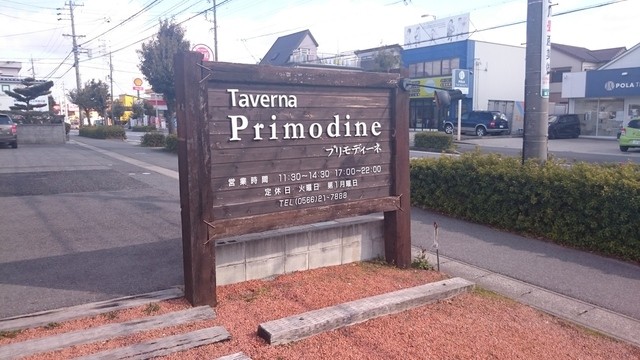 Taverna
Primodine
プリモディーネ
営業時間 11:30〜14:30 17:00〜22:00
定休日 火曜日 第1月曜日
TEL(0566)21-7888
POLA